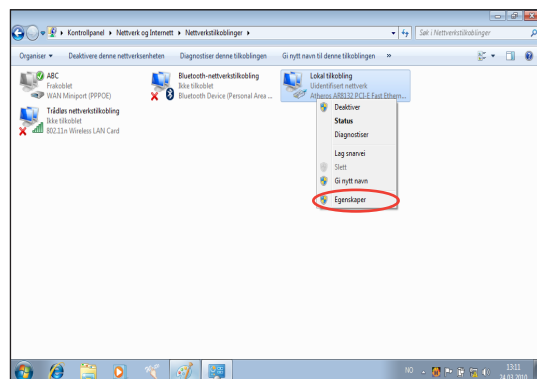 Kontrollpanel ▸ Nettverk og Internett ▸ Nettverkstilkoblinger ▸
Søk i Nettverkstilkoblinger
Organiser ▾ Deaktivere denne nettverksenheten Diagnostiser denne tilkoblingen Gi nytt navn til denne tilkoblingen »
ABC
Frakoblet
WAN Miniport (PPPOE)
Bluetooth-nettverkstilkobling
Ikke tilkoblet
Bluetooth Device (Personal Area ...
Lokal tilkobling
Uidentifisert nettverk
Atheros AR8132 PCI-E Fast Ethern...
Trådløs nettverkstilkobling
Ikke tilkoblet
802.11n Wireless LAN Card
Deaktiver
Status
Diagnostiser
Lag snarvei
Slett
Gi nytt navn
Egenskaper
NO
13:11
24.03.2010